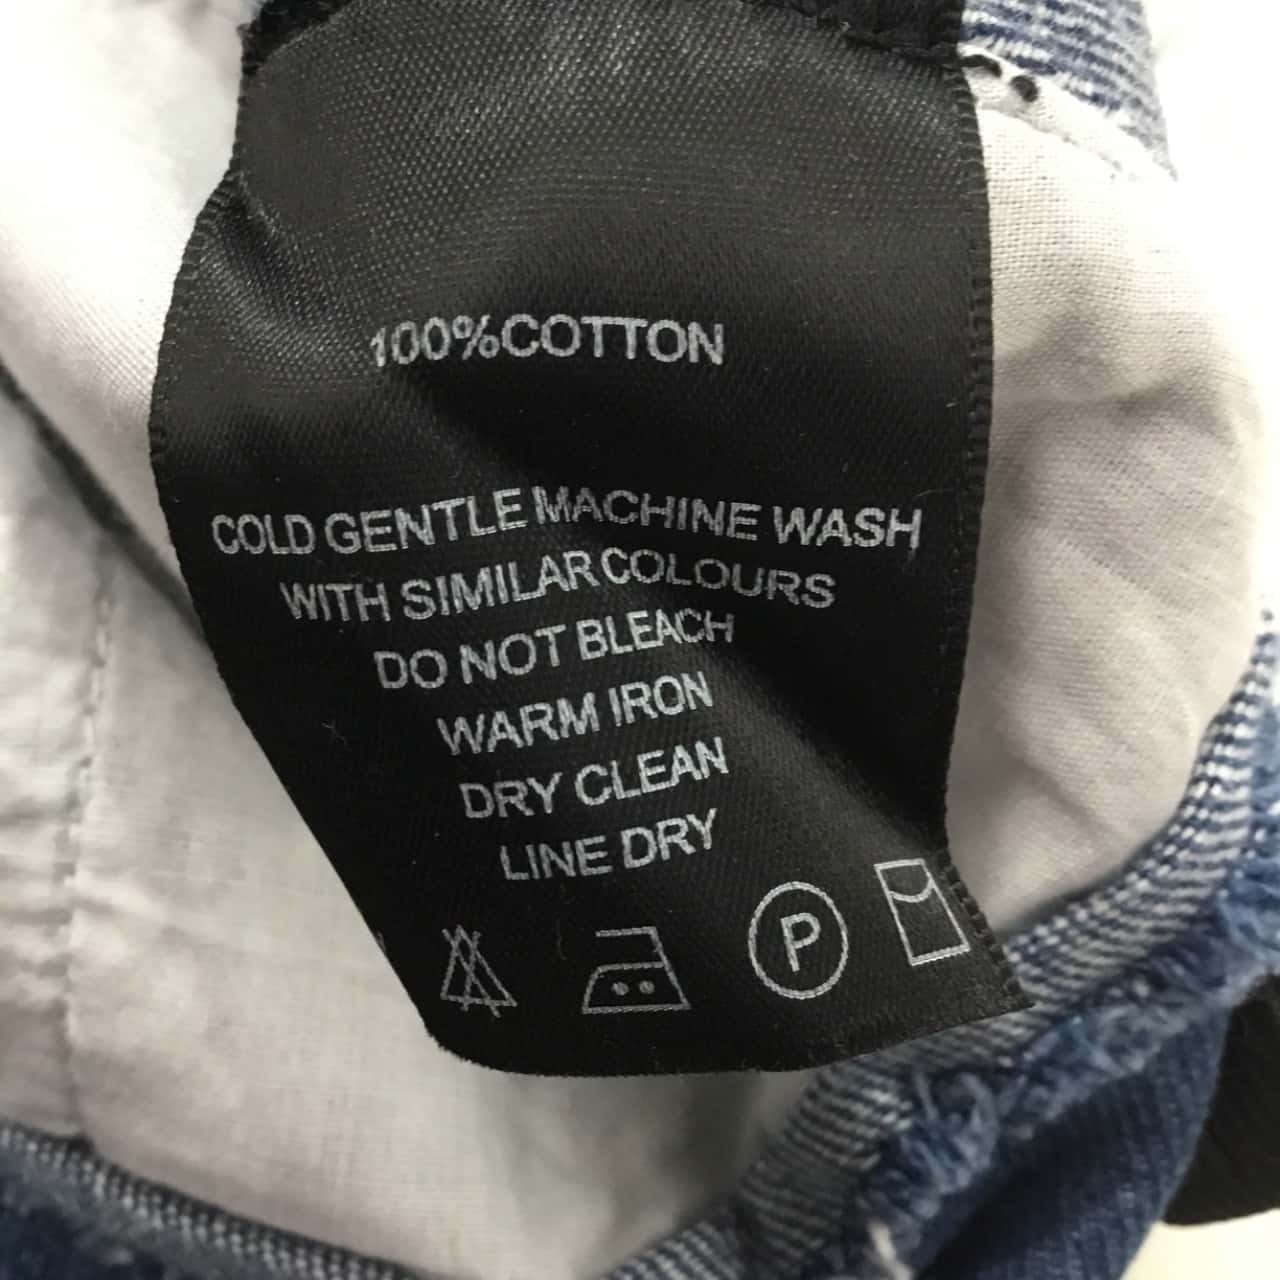 100%COTTON
COLD GENTLE MACHINE WASH
WITH SIMILAR COLOURS
DO NOT BLEACH
WARM IRON
DRY CLEAN
LINE DRY
P